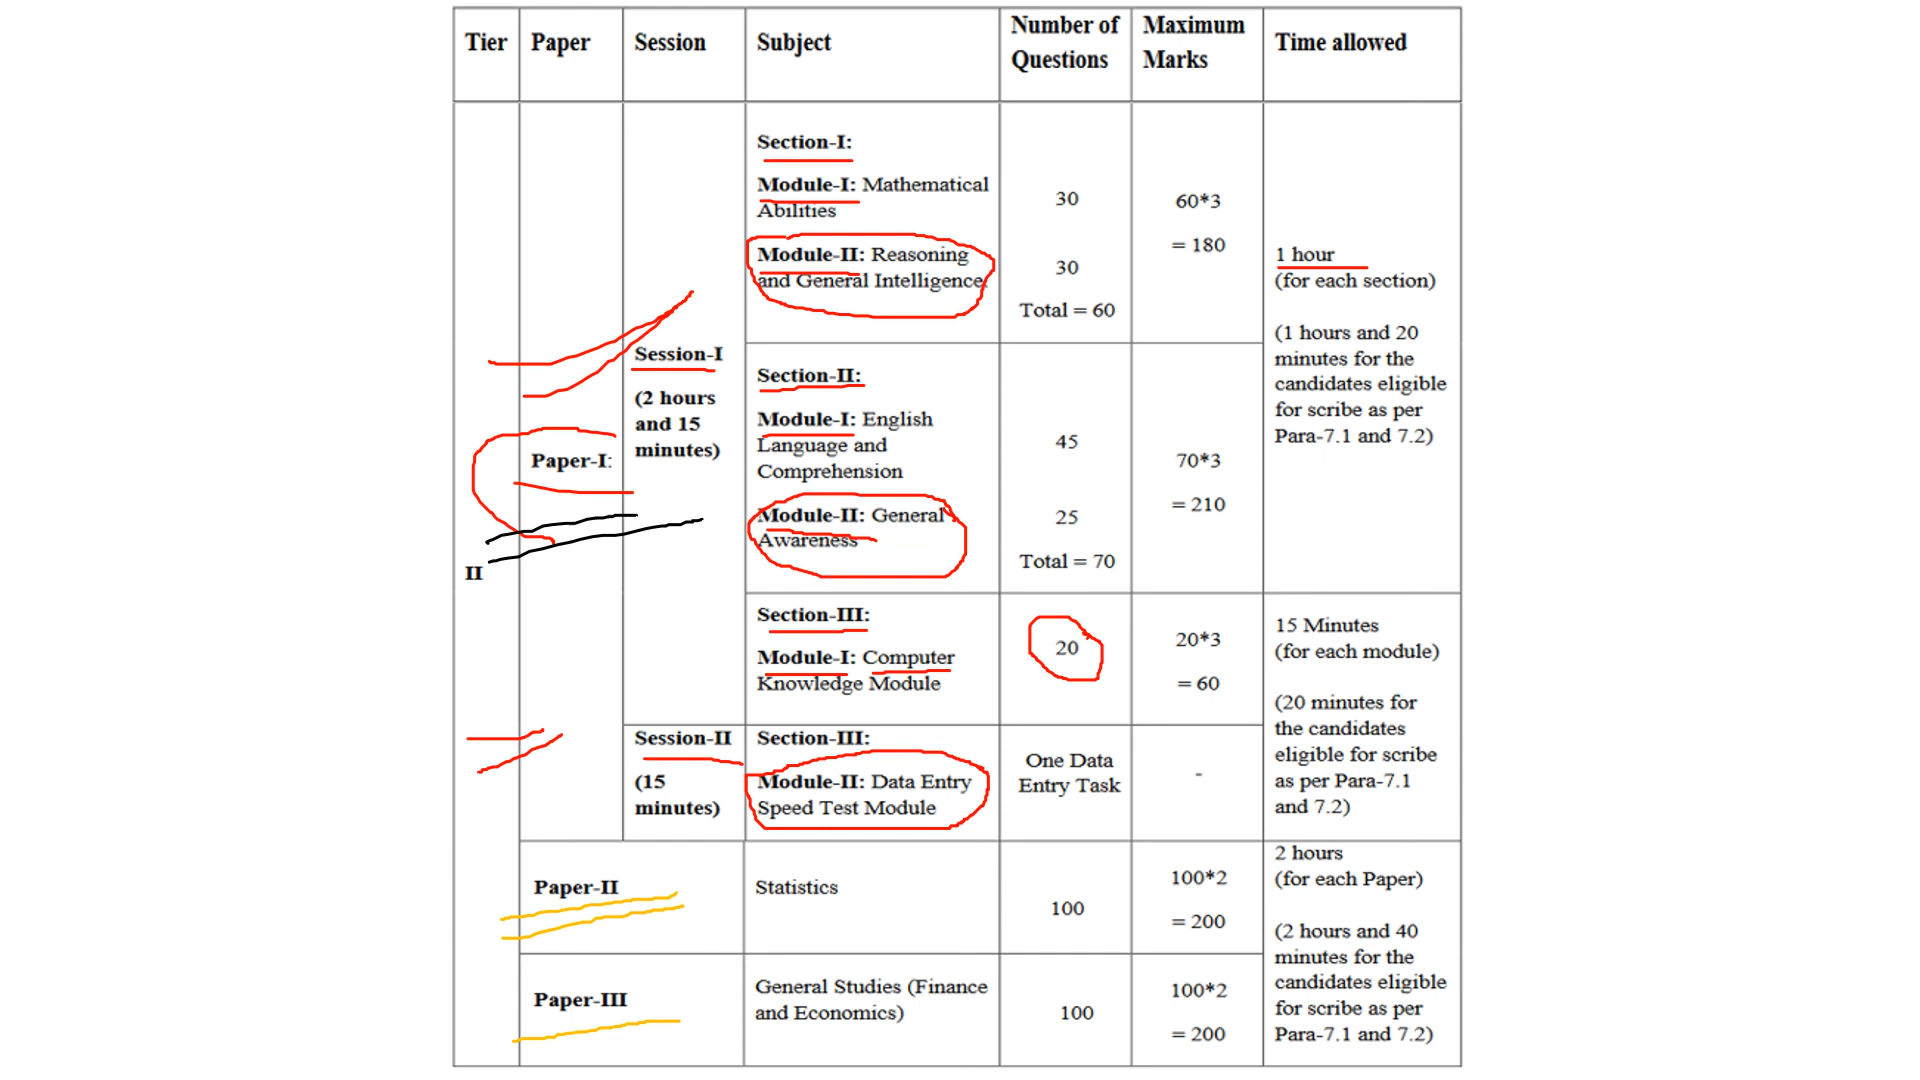 Tier Paper Session Subject Number of Questions Maximum Marks Time allowed
II
Paper-I:
Session-I
(2 hours
and 15
minutes)
Section-I:
Module-I: Mathematical
Abilities
Module-II: Reasoning
and General Intelligence.
30
30
Total = 60
60*3
= 180
1 hour
(for each section)
(1 hours and 20
minutes for the
candidates eligible
for scribe as per
Para-7.1 and 7.2)
Section-II:
Module-I: English
Language and
Comprehension
Module-II: General
Awareness
45
25
Total = 70
70*3
= 210
Section-III:
Module-I: Computer
Knowledge Module
20
20*3
= 60
15 Minutes
(for each module)
(20 minutes for
the candidates
eligible for scribe
as per Para-7.1
and 7.2)
Session-II
(15
minutes)
Section-III:
Module-II: Data Entry
Speed Test Module
One Data
Entry Task
-
Paper-II
Statistics
100
100*2
= 200
2 hours
(for each Paper)
(2 hours and 40
minutes for the
candidates eligible
for scribe as per
Para-7.1 and 7.2)
Paper-III
General Studies (Finance
and Economics)
100
100*2
= 200